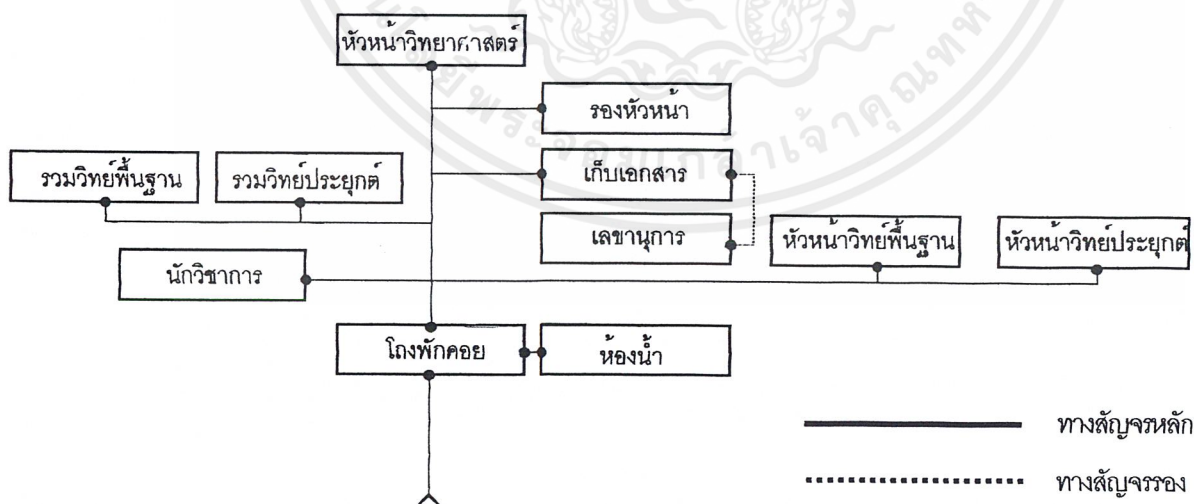 หัวหน้าวิทยาศาสตร์
รองหัวหน้า
รวมวิทย์พื้นฐาน
รวมวิทย์ประยุกต์
เก็บเอกสาร
เลขานุการ
หัวหน้าวิทย์พื้นฐาน
หัวหน้าวิทย์ประยุกต์
นักวิชาการ
โถงพักคอย
ห้องน้ำ
ทางสัญจรหลัก
ทางสัญจรรอง